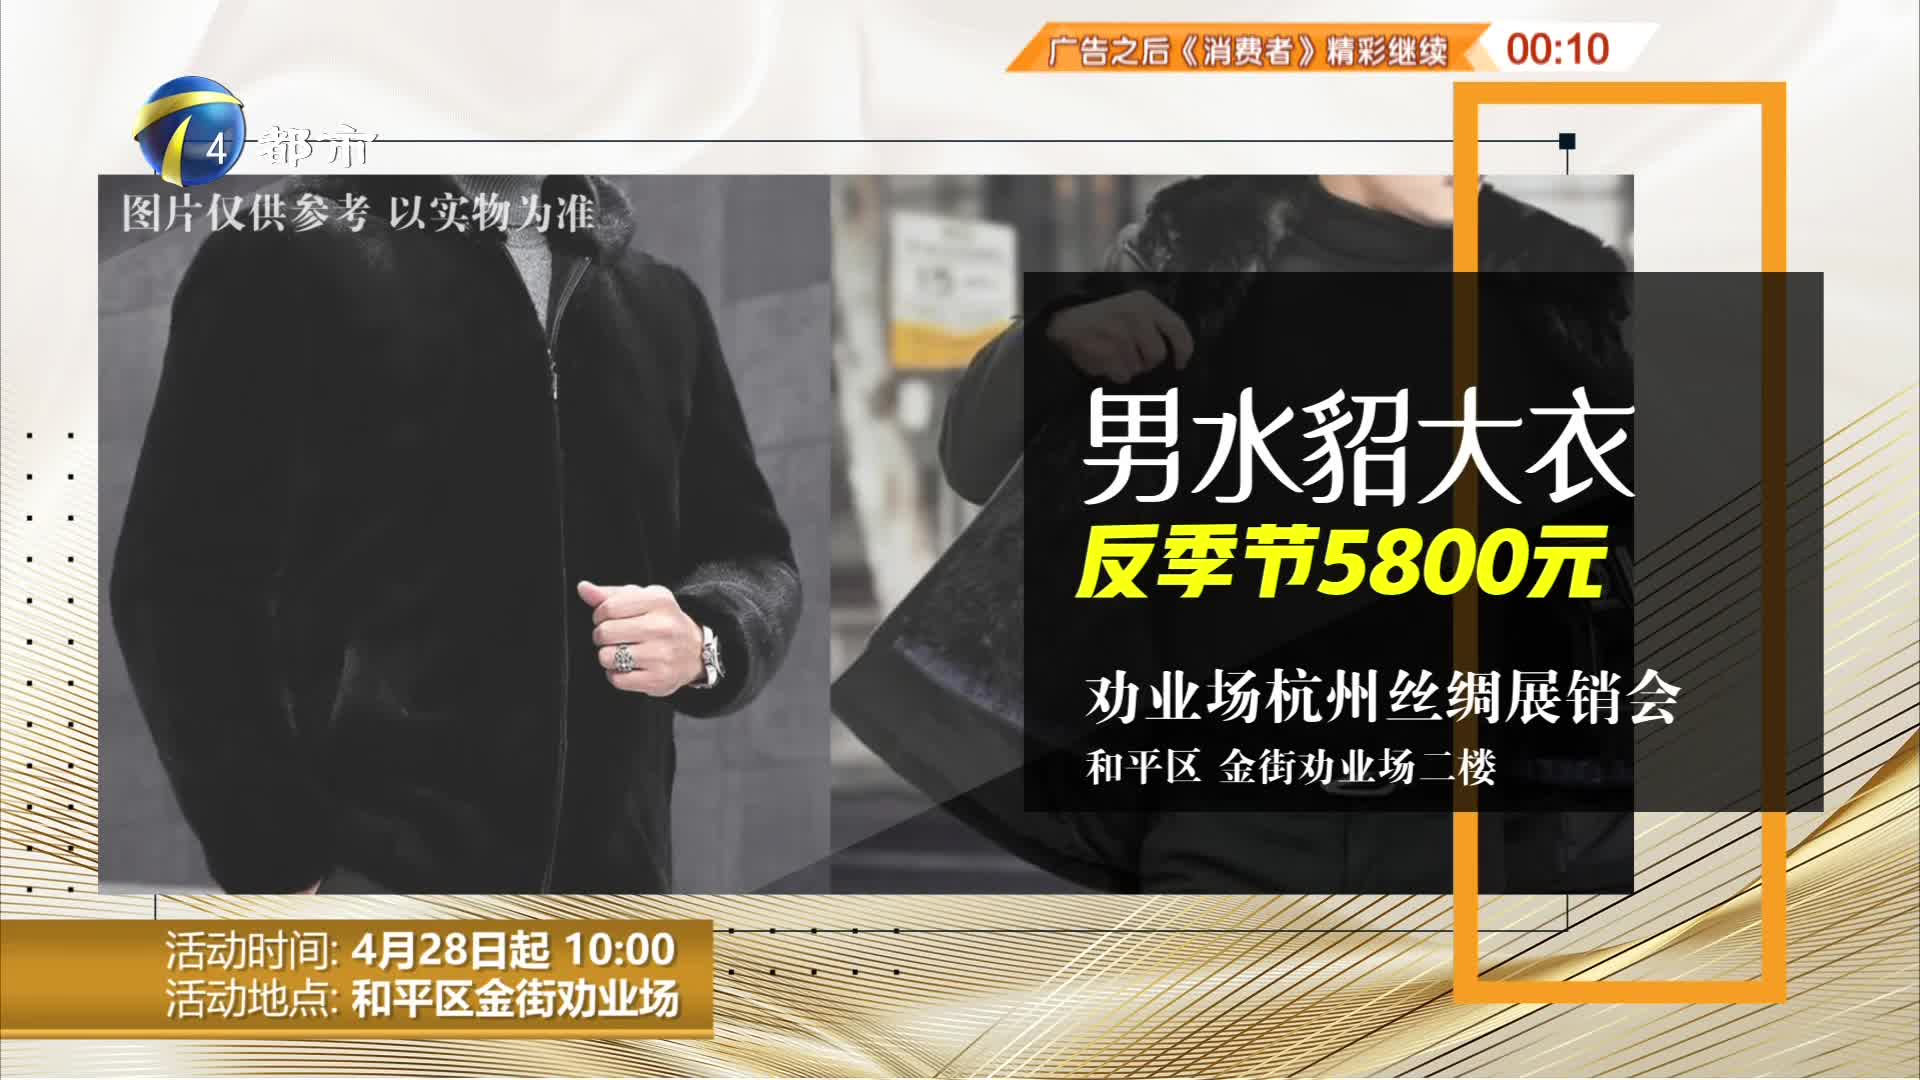 广告之后《消费者》精彩继续 00:10
4 都市
图片仅供参考 以实物为准
男水貂大衣
反季节5800元
劝业场杭州丝绸展销会
和平区 金街劝业场二楼
活动时间: 4月28日起 10:00
活动地点: 和平区金街劝业场